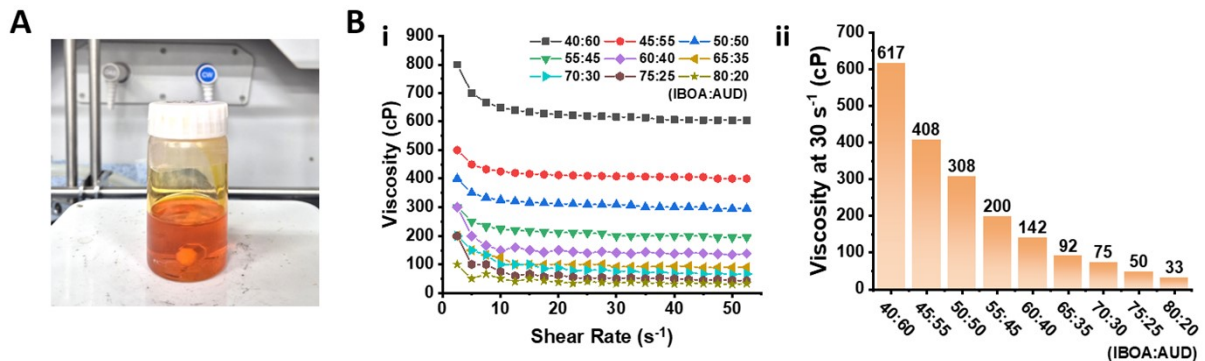 A
CW
B
i
900
800
700
600
500
400
300
200
100
0
Viscosity (cP)
40:60 45:55 50:50
55:45 60:40 65:35
70:30 75:25 80:20
(IBOA:AUD)
0 10 20 30 40 50
Shear Rate (s⁻¹)
ii
700
600
500
400
300
200
100
0
Viscosity at 30 s⁻¹ (cP)
617
408
308
200
142
92
75
50
33
40:60 45:55 50:50 55:45 60:40 65:35 70:30 75:25 80:20
(IBOA:AUD)